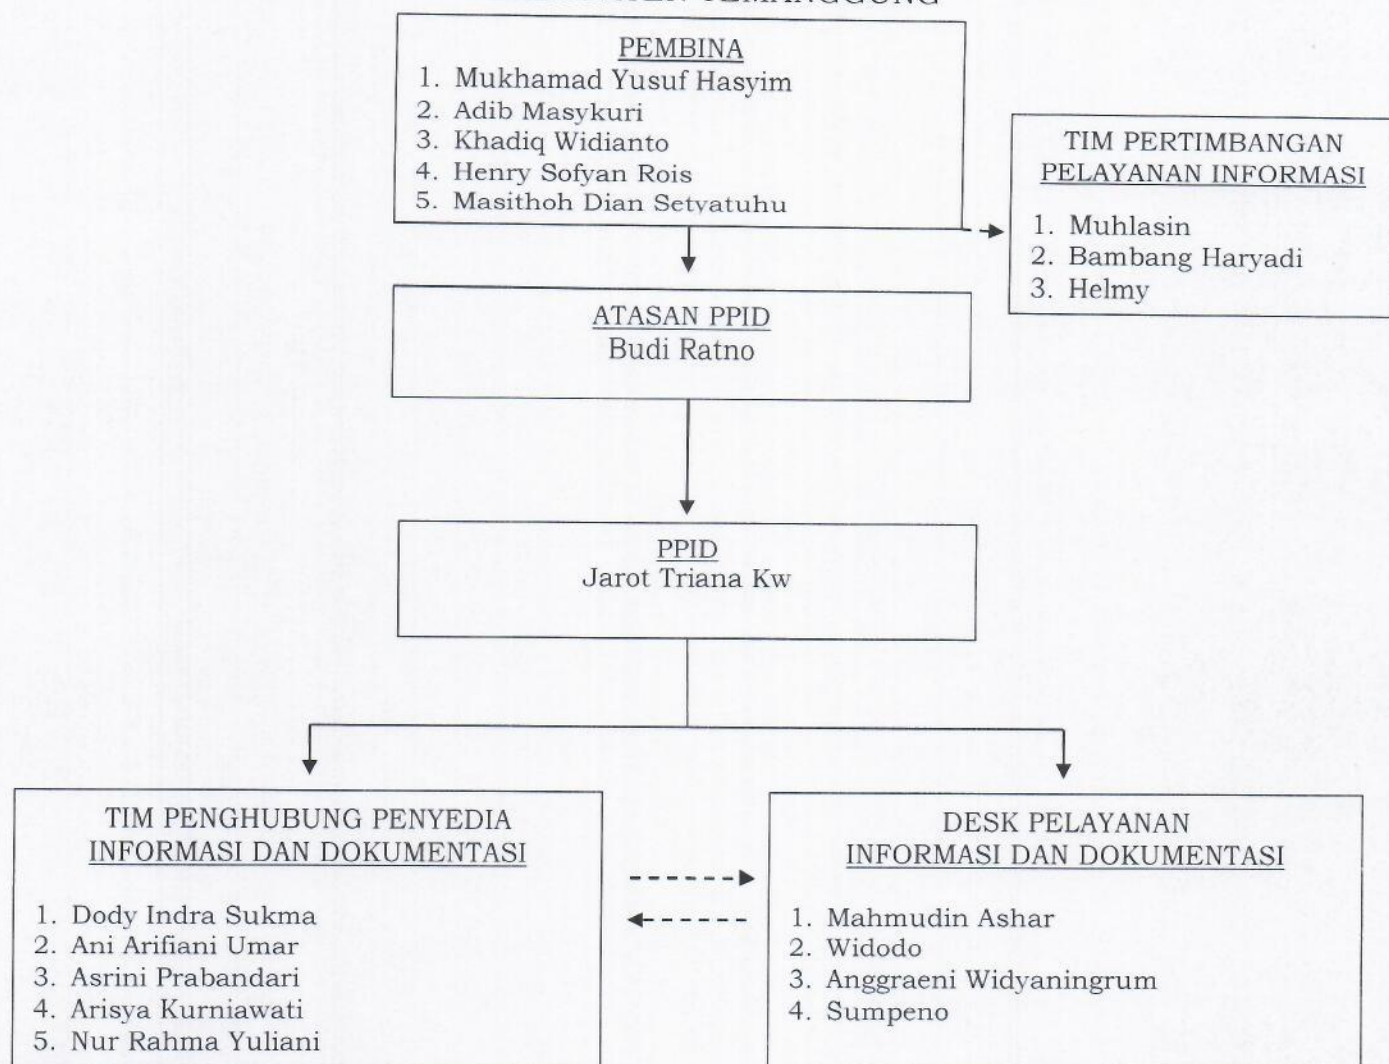 PEMBINA
1. Mukhamad Yusuf Hasyim
2. Adib Masykuri
3. Khadiq Widianto
4. Henry Sofyan Rois
5. Masithoh Dian Setyatuhu
TIM PERTIMBANGAN
PELAYANAN INFORMASI
1. Muhlasin
2. Bambang Haryadi
3. Helmy
ATASAN PPID
Budi Ratno
PPID
Jarot Triana Kw
TIM PENGHUBUNG PENYEDIA
INFORMASI DAN DOKUMENTASI
1. Dody Indra Sukma
2. Ani Arifiani Umar
3. Asrini Prabandari
4. Arisya Kurniawati
5. Nur Rahma Yuliani
DESK PELAYANAN
INFORMASI DAN DOKUMENTASI
1. Mahmudin Ashar
2. Widodo
3. Anggraeni Widyaningrum
4. Sumpeno